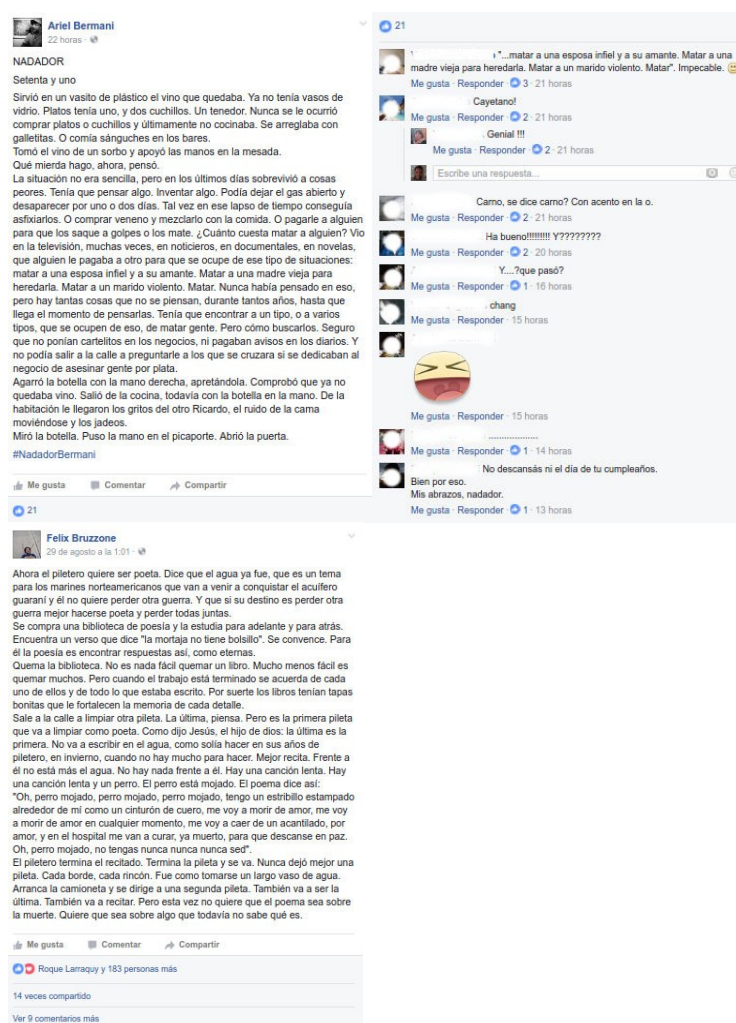 Ariel Bermani
22 horas ·
NADADOR
Setenta y uno
Sirvió en un vasito de plástico el vino que quedaba. Ya no tenía vasos de
vidrio. Platos tenía uno, y dos cuchillos. Un tenedor. Nunca se le ocurrió
comprar platos o cuchillos y últimamente no cocinaba. Se arreglaba con
galletitas. O comía sánguches en los bares.
Tomó el vino de un sorbo y apoyó las manos en la mesada.
Qué mierda hago, ahora, pensó.
La situación no era sencilla, pero en los últimos días sobrevivió a cosas
peores. Tenía que pensar algo. Inventar algo. Podía dejar el gas abierto y
desaparecer por uno o dos días. Tal vez en ese lapso de tiempo conseguía
asfixiarlos. O comprar veneno y mezclarlo con la comida. O pagarle a alguien
para que los saque a golpes o los mate. ¿Cuánto cuesta matar a alguien? Vio
en la televisión, muchas veces, en noticieros, en documentales, en novelas,
que alguien le pagaba a otro para que se ocupe de ese tipo de situaciones:
matar a una esposa infiel y a su amante. Matar a una madre vieja para
heredarla. Matar a un marido violento. Matar. Nunca había pensado en eso,
pero hay tantas cosas que no se piensan, durante tantos años, hasta que
llega el momento de pensarlas. Tenía que encontrar a un tipo, o a varios
tipos, que se ocupen de eso, de matar gente. Pero cómo buscarlos. Seguro
que no ponían cartelitos en los negocios, ni pagaban avisos en los diarios. Y
no podía salir a la calle a preguntarle a los que se cruzara si se dedicaban al
negocio de asesinar gente por plata.
Agarró la botella con la mano derecha, apretándola. Comprobó que ya no
quedaba vino. Salió de la cocina, todavía con la botella en la mano. De la
habitación le llegaron los gritos del otro Ricardo, el ruido de la cama
moviéndose y los jadeos.
Miró la botella. Puso la mano en el picaporte. Abrió la puerta.
#NadadorBermani
Me gusta Comentar Compartir
21
21
"...matar a una esposa infiel y a su amante. Matar a una
madre vieja para heredarla. Matar a un marido violento. Matar". Impecable.
Me gusta · Responder · 3 · 21 horas
Cayetano!
Me gusta · Responder · 2 · 21 horas
Genial !!!
Me gusta · Responder · 2 · 21 horas
Escribe una respuesta...
Carno, se dice carno? Con acento en la o.
Me gusta · Responder · 2 · 21 horas
Ha bueno!!!!!!!!! Y????????
Me gusta · Responder · 2 · 20 horas
Y....?que pasó?
Me gusta · Responder · 1 · 16 horas
chang
Me gusta · Responder · 15 horas
Me gusta · Responder · 15 horas
..................
Me gusta · Responder · 1 · 14 horas
No descansás ni el día de tu cumpleaños.
Bien por eso.
Mis abrazos, nadador.
Me gusta · Responder · 1 · 13 horas
Felix Bruzzone
29 de agosto a la 1:01 ·
Ahora el piletero quiere ser poeta. Dice que el agua ya fue, que es un tema
para los marines norteamericanos que van a venir a conquistar el acuífero
guaraní y él no quiere perder otra guerra. Y que si su destino es perder otra
guerra mejor hacerse poeta y perder todas juntas.
Se compra una biblioteca de poesía y la estudia para adelante y para atrás.
Encuentra un verso que dice "la mortaja no tiene bolsillo". Se convence. Para
él la poesía es encontrar respuestas así, como eternas.
Quema la biblioteca. No es nada fácil quemar un libro. Mucho menos fácil es
quemar muchos. Pero cuando el trabajo está terminado se acuerda de cada
uno de ellos y de todo lo que estaba escrito. Por suerte los libros tenían tapas
bonitas que le fortalecen la memoria de cada detalle.
Sale a la calle a limpiar otra pileta. La última, piensa. Pero es la primera pileta
que va a limpiar como poeta. Como dijo Jesús, el hijo de dios: la última es la
primera. No va a escribir en el agua, como solía hacer en sus años de
piletero, en invierno, cuando no hay mucho para hacer. Mejor recita. Frente a
él no está más el agua. No hay nada frente a él. Hay una canción lenta. Hay
una canción lenta y un perro. El perro está mojado. El poema dice así:
"Oh, perro mojado, perro mojado, perro mojado, tengo un estribillo estampado
alrededor de mí como un cinturón de cuero, me voy a morir de amor, me voy
a morir de amor en cualquier momento, me voy a caer de un acantilado, por
amor, y en el hospital me van a curar, ya muerto, para que descanse en paz.
Oh, perro mojado, no tengas nunca nunca nunca sed".
El piletero termina el recitado. Termina la pileta y se va. Nunca dejó mejor una
pileta. Cada borde, cada rincón. Fue como tomarse un largo vaso de agua.
Arranca la camioneta y se dirige a una segunda pileta. También va a ser la
última. También va a recitar. Pero esta vez no quiere que el poema sea sobre
la muerte. Quiere que sea sobre algo que todavía no sabe qué es.
Me gusta Comentar Compartir
Roque Larraquy y 183 personas más
14 veces compartido
Ver 9 comentarios más